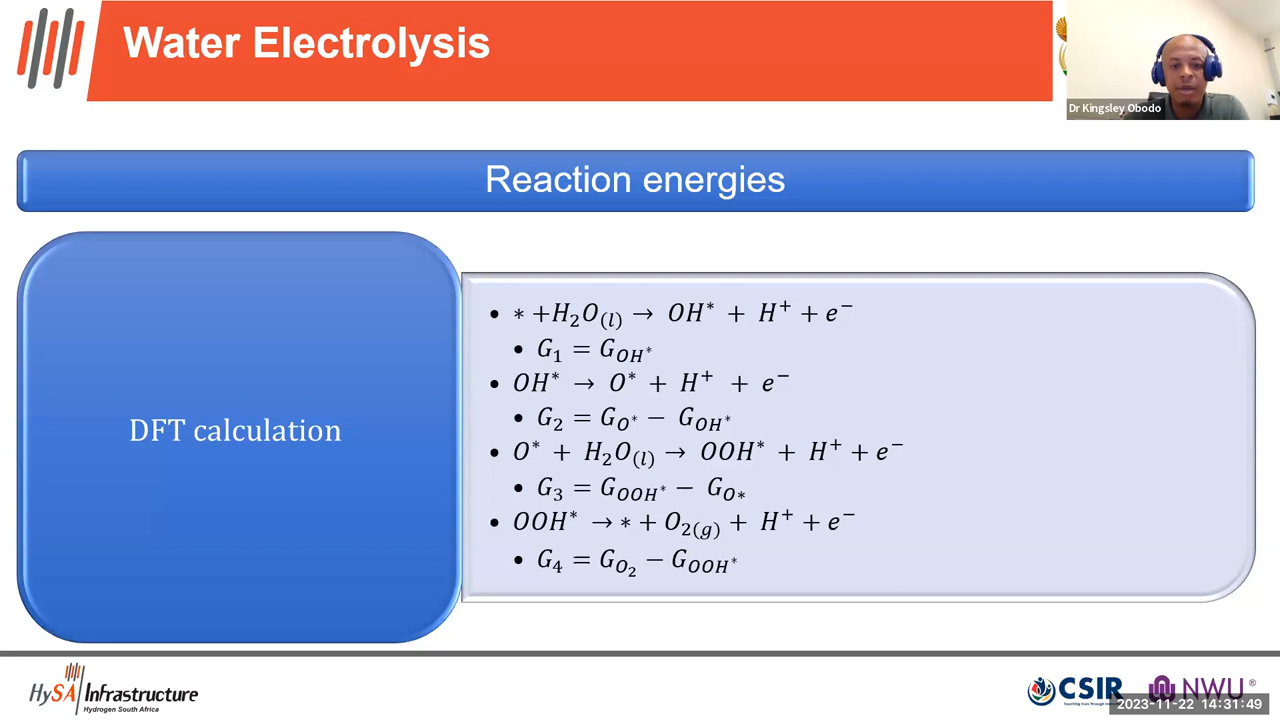 Water Electrolysis
Dr Kingsley Obodo
Reaction energies
DFT calculation
• ∗ +H₂O₍l₎ → OH* + H⁺ + e⁻
• G₁ = G_OH*
• OH* → O* + H⁺ + e⁻
• G₂ = G_O* − G_OH*
• O* + H₂O₍l₎ → OOH* + H⁺ + e⁻
• G₃ = G_OOH* − G_O∗
• OOH* → ∗ + O₂₍g₎ + H⁺ + e⁻
• G₄ = G_O₂ − G_OOH*
HySA Infrastructure
Hydrogen South Africa
CSIR
NWU®
2023-11-22 14:31:49